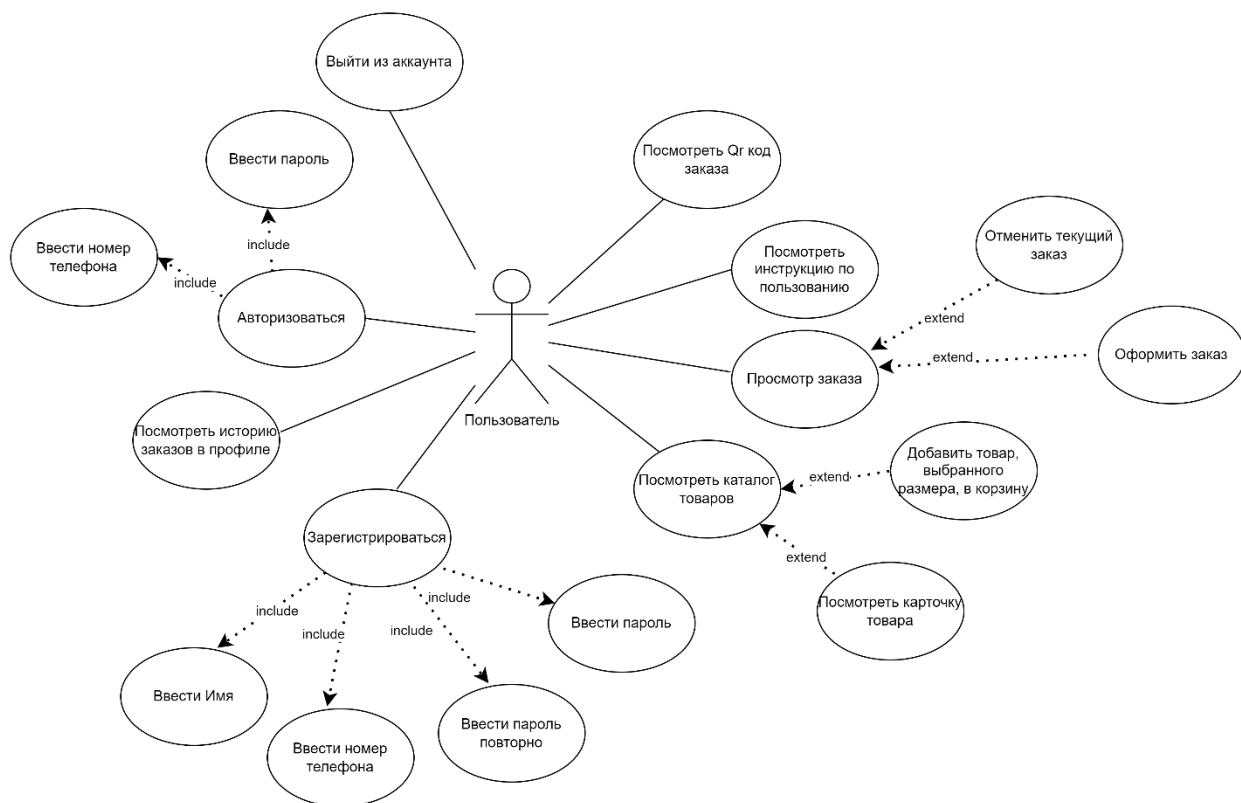 Выйти из аккаунта
Ввести пароль
Посмотреть Qr код
заказа
include
Ввести номер
телефона
include
Авторизоваться
Посмотреть
инструкцию по
пользованию
Отменить текущий
заказ
extend
Просмотр заказа
extend
Оформить заказ
Пользователь
Посмотреть историю
заказов в профиле
Посмотреть каталог
товаров
extend
Добавить товар,
выбранного
размера, в корзину
extend
Посмотреть карточку
товара
Зарегистрироваться
include
include
include
include
Ввести пароль
Ввести Имя
Ввести номер
телефона
Ввести пароль
повторно